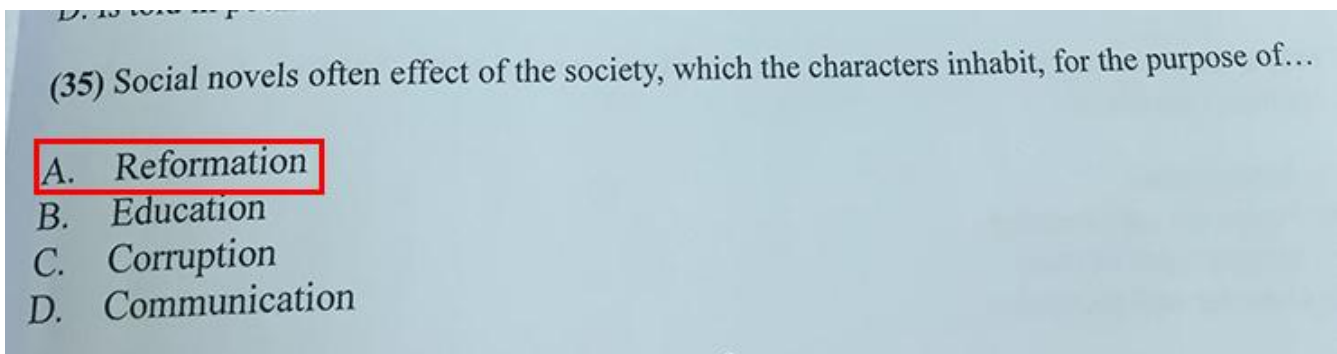 (35) Social novels often effect of the society, which the characters inhabit, for the purpose of...
A. Reformation
B. Education
C. Corruption
D. Communication